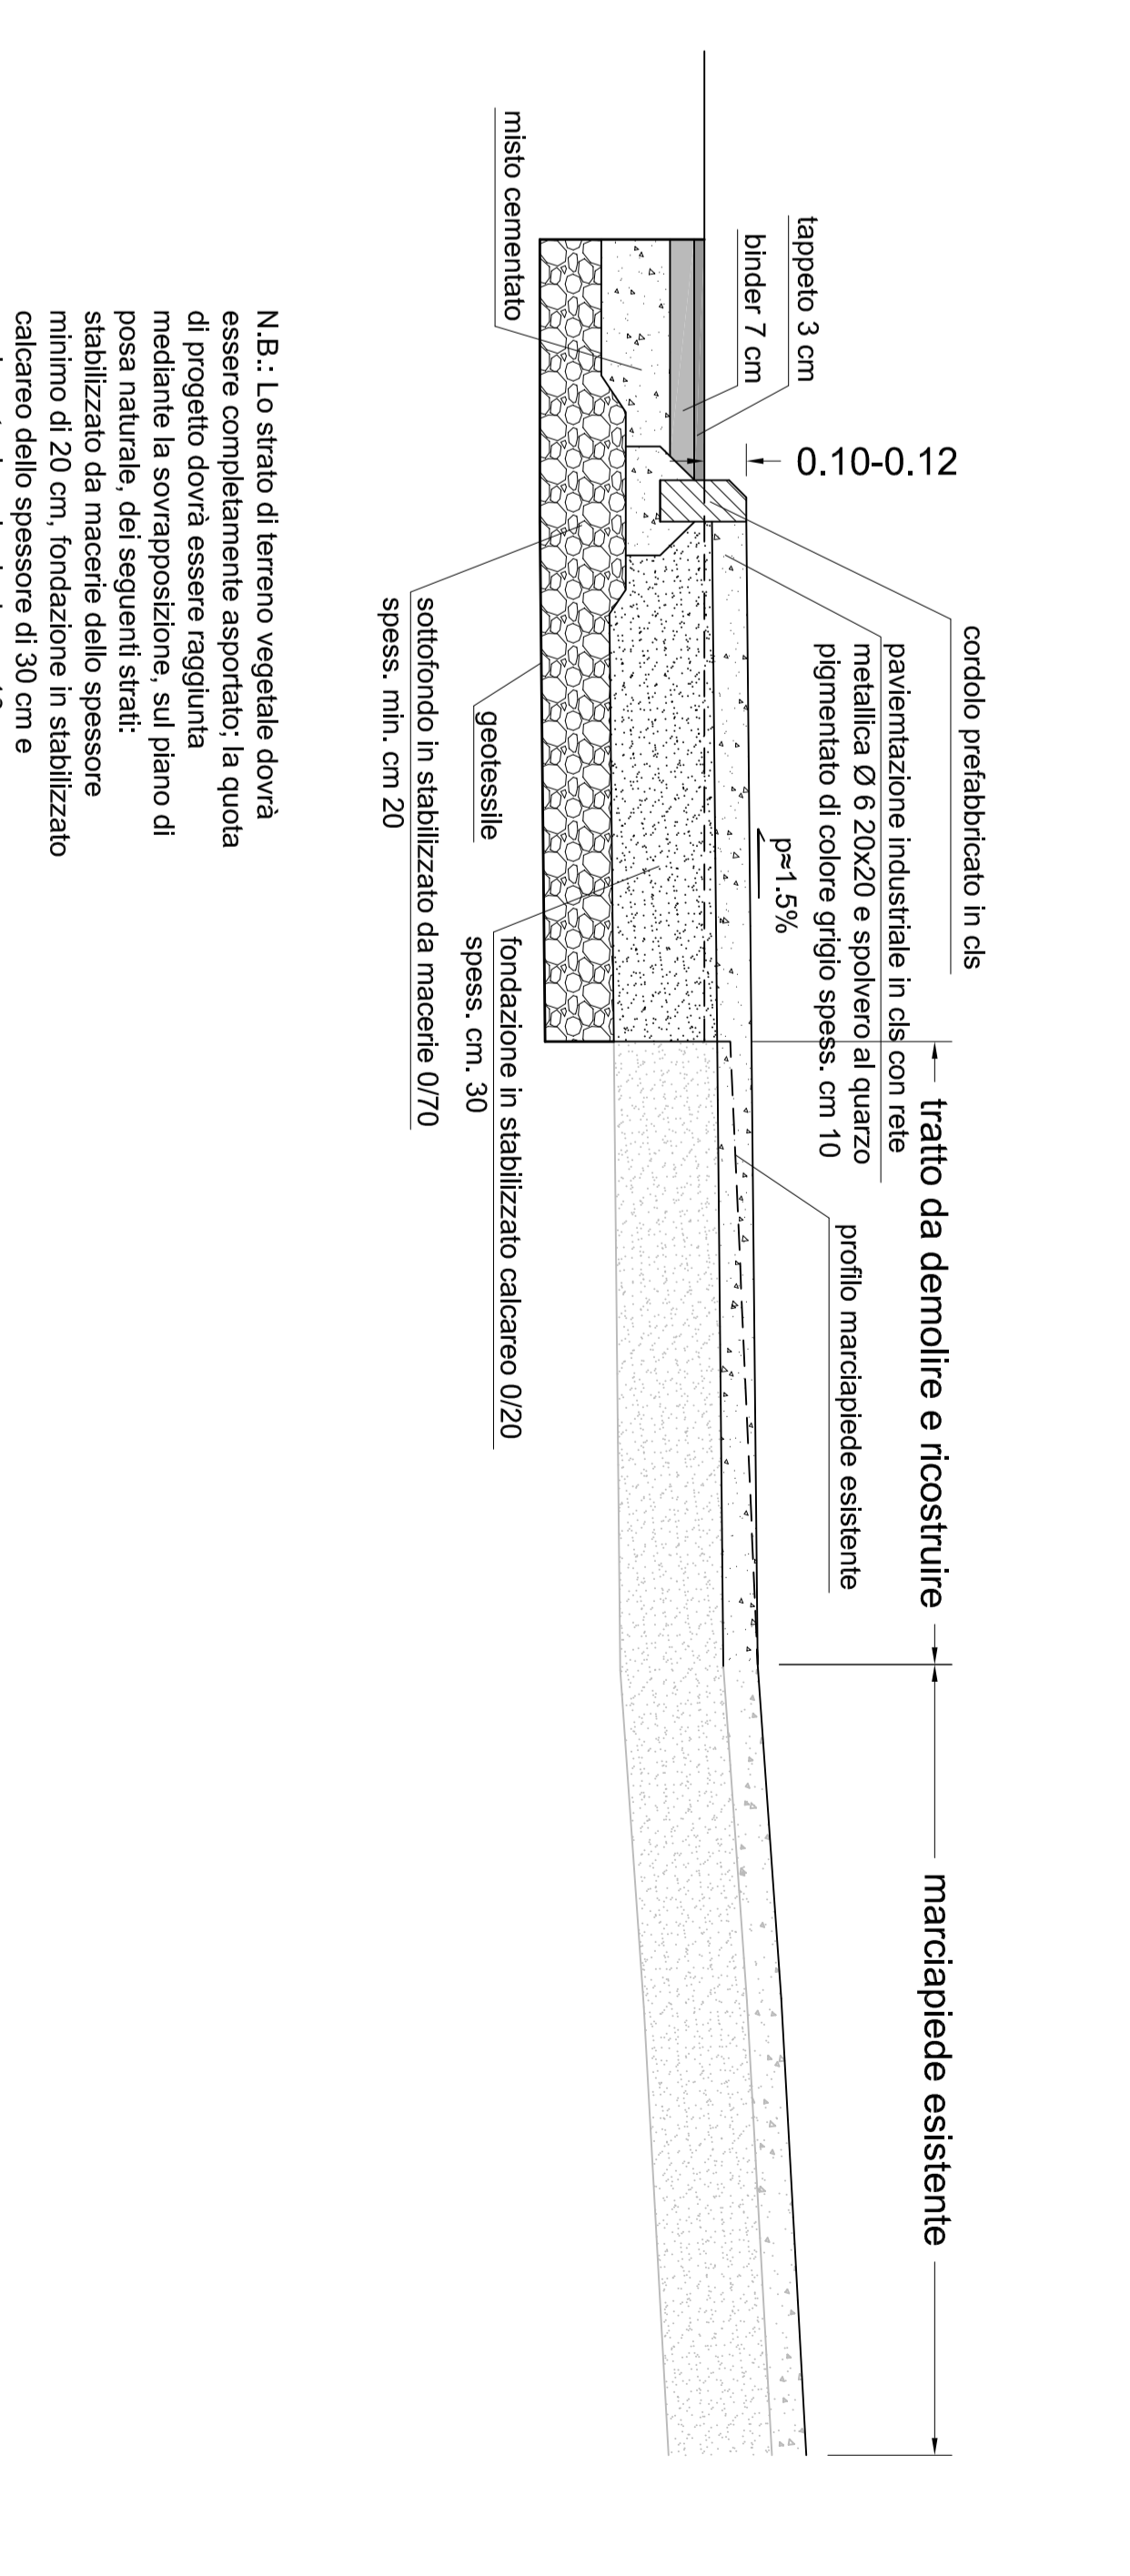 cordolo prefabbricato in cls
tratto da demolire e ricostruire
marciapiede esistente
paviemtazione industriale in cls con rete
metallica Ø 6 20x20 e spolvero al quarzo
pigmentato di colore grigio spess. cm 10
profilo marciapiede esistente
0.10-0.12
tappeto 3 cm
binder 7 cm
p≈1.5%
misto cementato
geotessile
fondazione in stabilizzato calcareo 0/20
spess. cm. 30
sottofondo in stabilizzato da macerie 0/70
spess. min. cm 20
N.B.: Lo strato di terreno vegetale dovrà
essere completamente asportato; la quota
di progetto dovrà essere raggiunta
mediante la sovrapposizione, sul piano di
posa naturale, dei seguenti strati:
stabilizzato da macerie dello spessore
minimo di 20 cm, fondazione in stabilizzato
calcareo dello spessore di 30 cm e